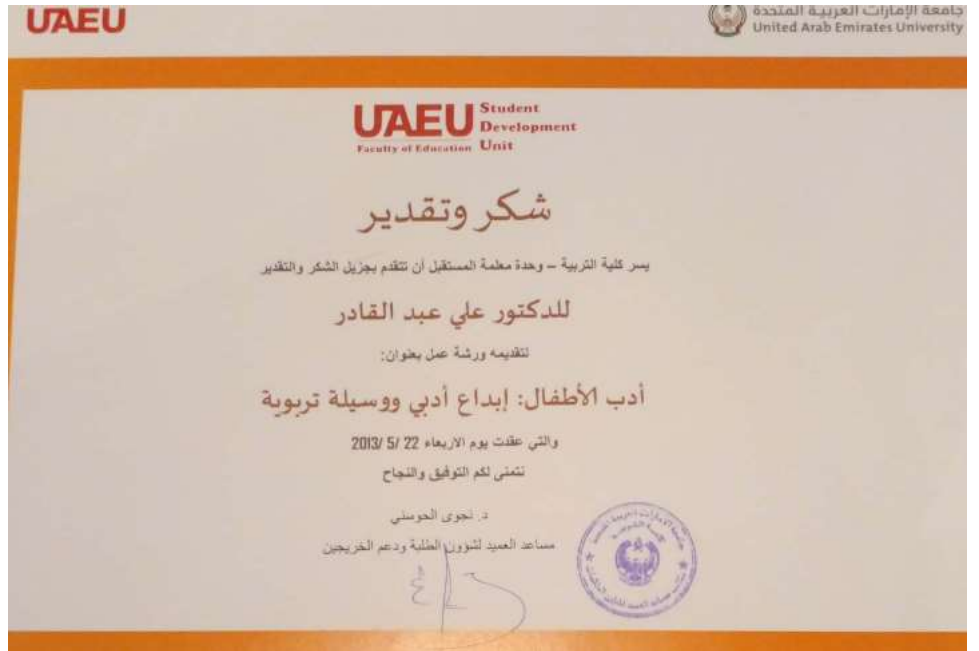 UAEU
جامعة الإمارات العربية المتحدة
United Arab Emirates University
UAEU
Student
Development
Unit
Faculty of Education
شكر وتقدير
يسر كلية التربية – وحدة معلمة المستقبل أن تتقدم بجزيل الشكر والتقدير
للدكتور علي عبد القادر
لتقديمه ورشة عمل بعنوان:
أدب الأطفال: إبداع أدبي ووسيلة تربوية
والتي عقدت يوم الاربعاء 22 /5 /2013
نتمنى لكم التوفيق والنجاح
د. نجوى الحوسني
مساعد العميد لشؤون الطلبة ودعم الخريجين